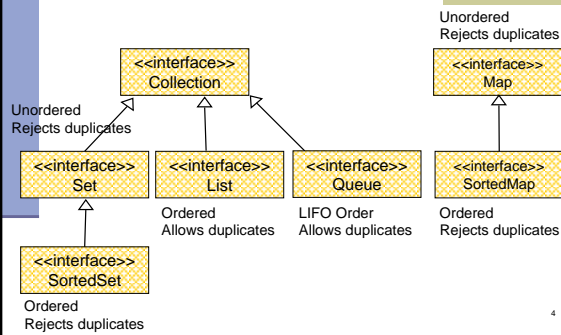 Unordered
Rejects duplicates
<<interface>>
Collection
<<interface>>
Map
Unordered
Rejects duplicates
<<interface>>
Set
<<interface>>
List
<<interface>>
Queue
<<interface>>
SortedMap
Ordered
Allows duplicates
LIFO Order
Allows duplicates
Ordered
Rejects duplicates
<<interface>>
SortedSet
Ordered
Rejects duplicates
4